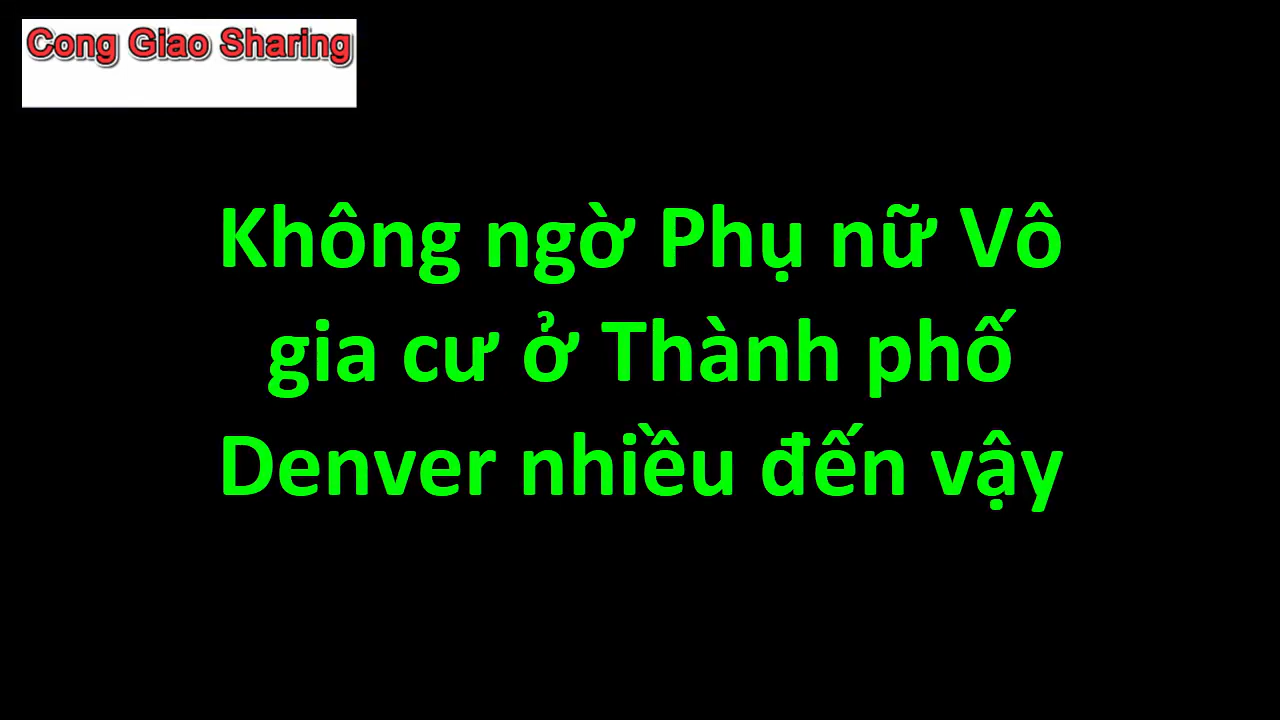 Cong Giao Sharing
Không ngờ Phụ nữ Vô
gia cư ở Thành phố
Denver nhiều đến vậy